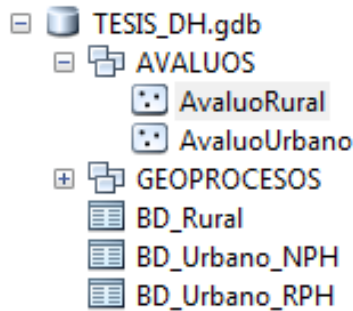 TESIS_DH.gdb
AVALUOS
AvaluoRural
AvaluoUrbano
GEOPROCESOS
BD_Rural
BD_Urbano_NPH
BD_Urbano_RPH